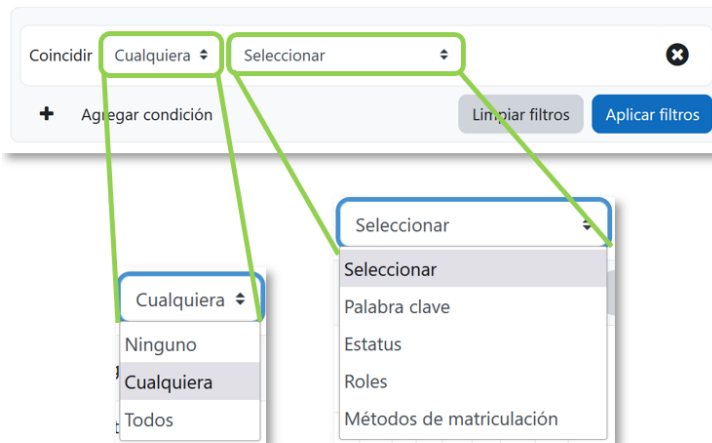 Coincidir Cualquiera Seleccionar
Agregar condición Limpiar filtros Aplicar filtros
Seleccionar
Seleccionar
Palabra clave
Estatus
Roles
Métodos de matriculación
Cualquiera
Ninguno
Cualquiera
Todos